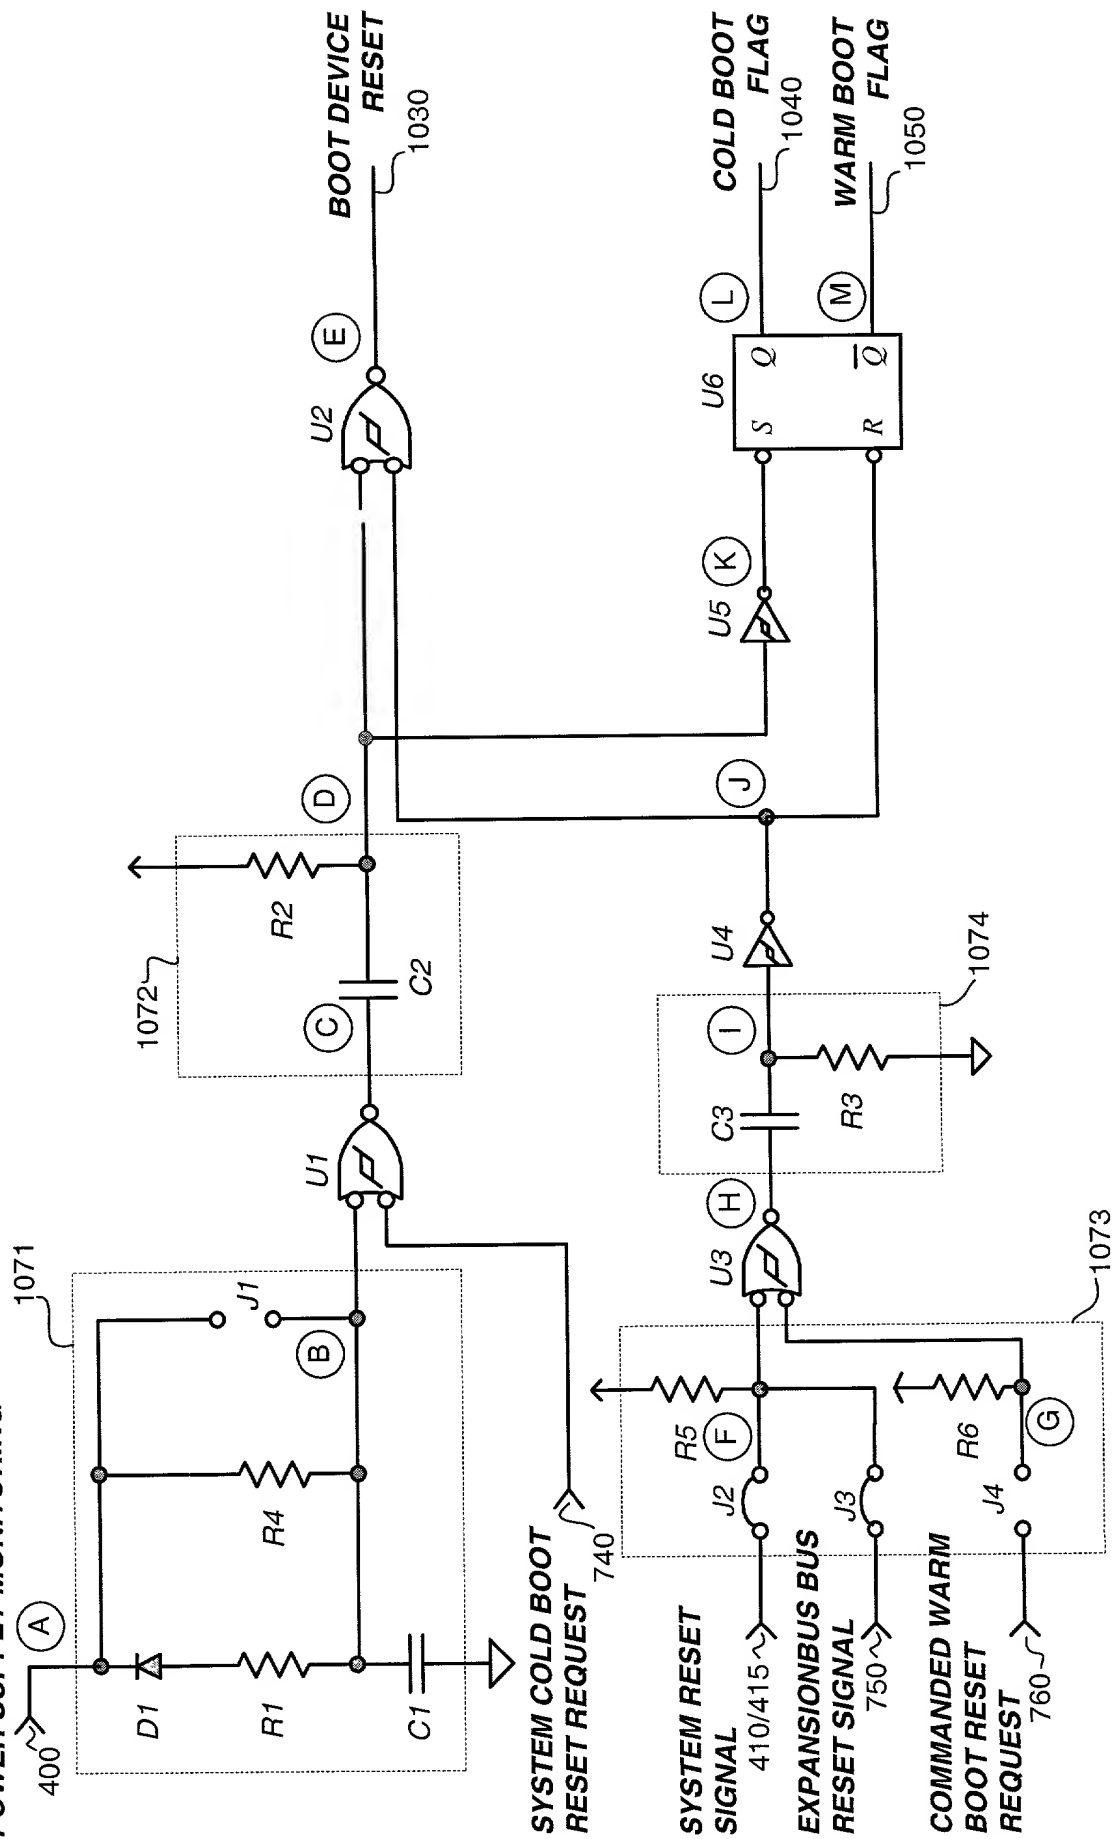 400
A
D1
R1
C1
R4
J1
B
1071
SYSTEM COLD BOOT
RESET REQUEST
740
U1
C
C2
R2
1072
D
U2
E
BOOT DEVICE
RESET
1030
SYSTEM RESET
SIGNAL
410/415
EXPANSIONBUS BUS
RESET SIGNAL
750
COMMANDED WARM
BOOT RESET
REQUEST
760
J2
J3
J4
R5
F
R6
G
1073
U3
H
C3
I
R3
1074
U4
J
U5
K
U6
S
Q
R
Q̅
L
M
COLD BOOT
FLAG
1040
WARM BOOT
FLAG
1050